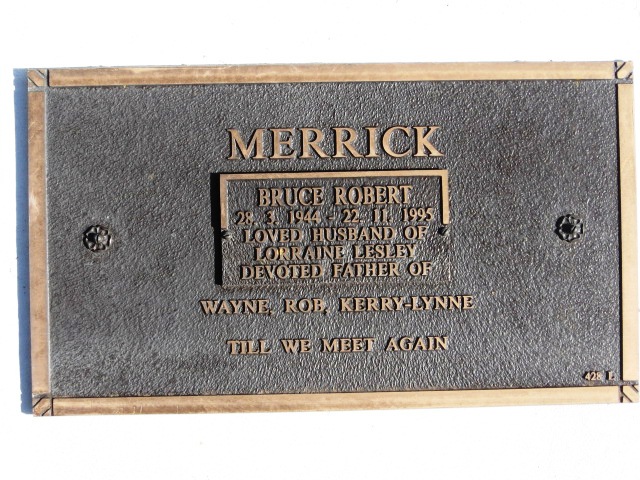 MERRICK
BRUCE ROBERT
28. 3. 1944 - 22. 11. 1995
LOVED HUSBAND OF
LORRAINE LESLEY
DEVOTED FATHER OF
WAYNE, ROB, KERRY-LYNNE
TILL WE MEET AGAIN
428